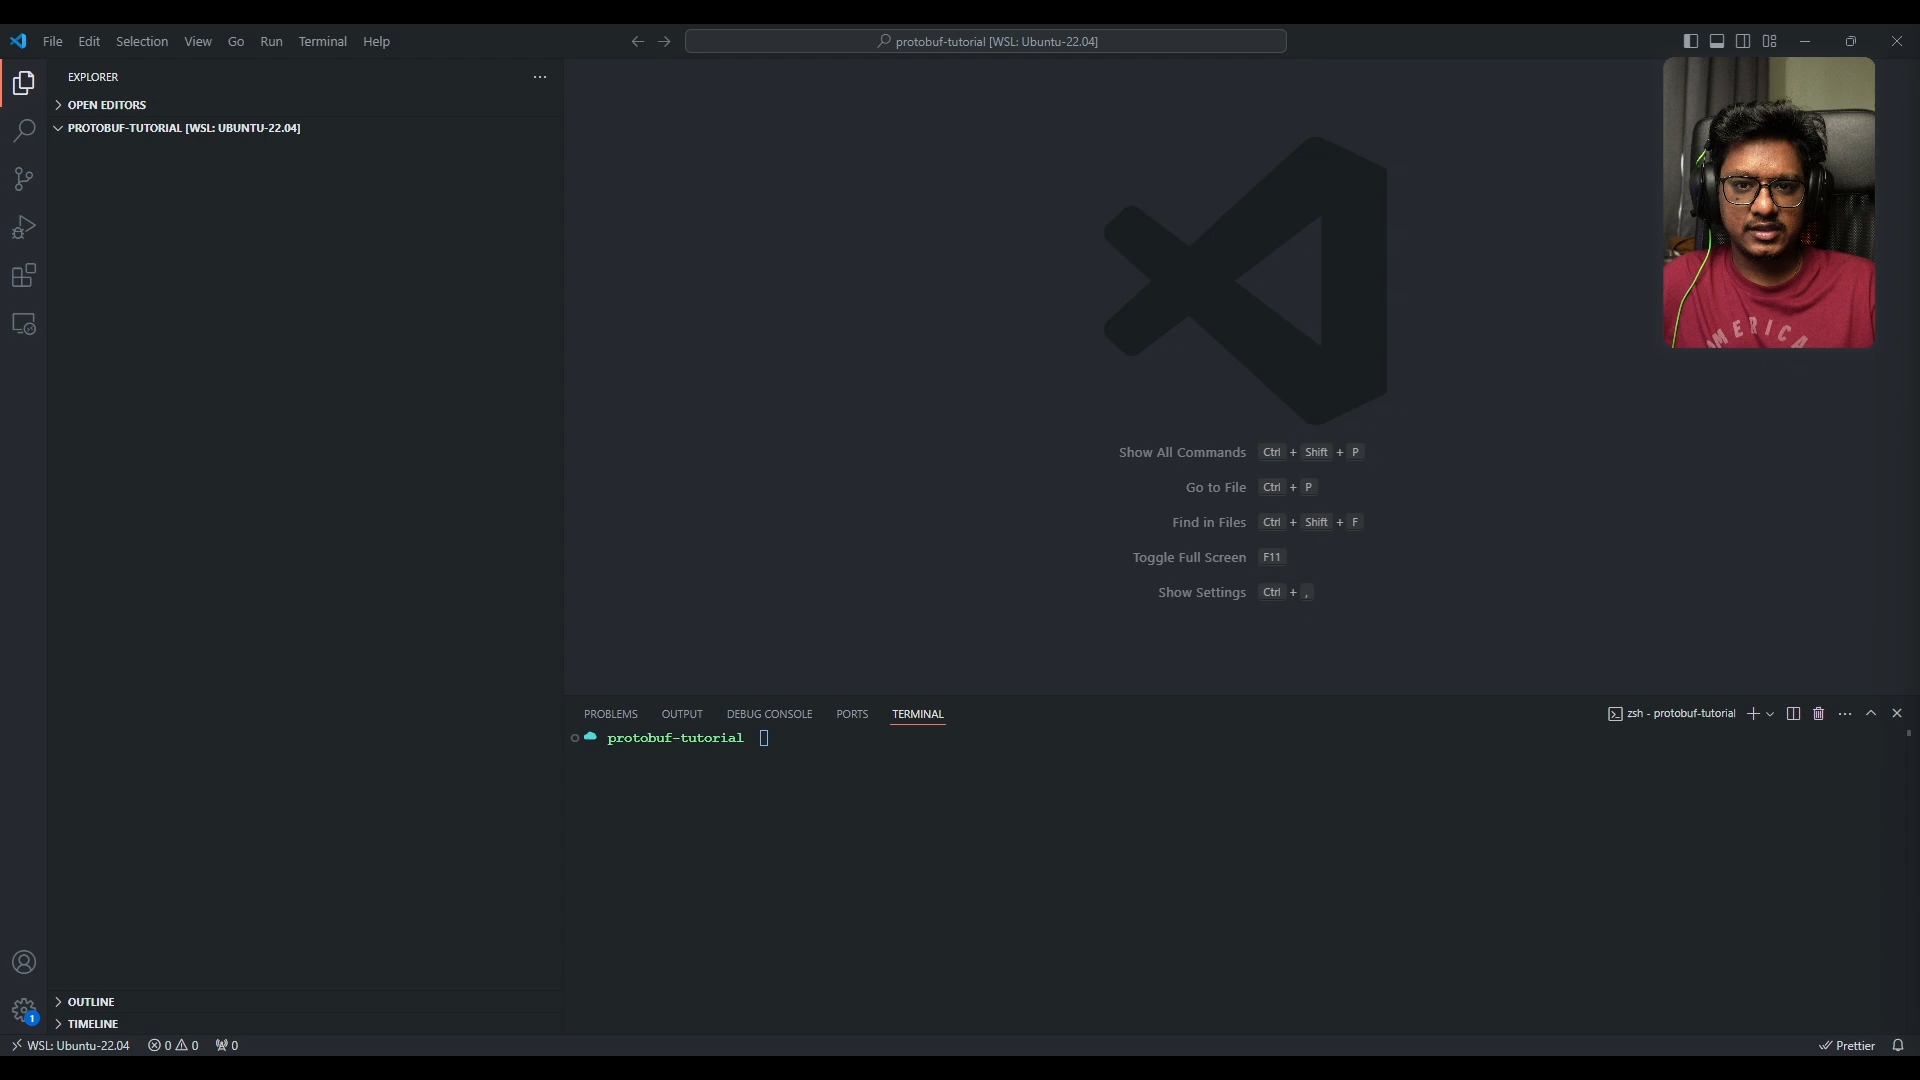 File Edit Selection View Go Run Terminal Help
protobuf-tutorial [WSL: Ubuntu-22.04]
EXPLORER
OPEN EDITORS
PROTOBUF-TUTORIAL [WSL: UBUNTU-22.04]
Show All Commands Ctrl + Shift + P
Go to File Ctrl + P
Find in Files Ctrl + Shift + F
Toggle Full Screen F11
Show Settings Ctrl + ,
PROBLEMS OUTPUT DEBUG CONSOLE PORTS TERMINAL
zsh - protobuf-tutorial
protobuf-tutorial
OUTLINE
1
TIMELINE
WSL: Ubuntu-22.04 0 0 0 Prettier